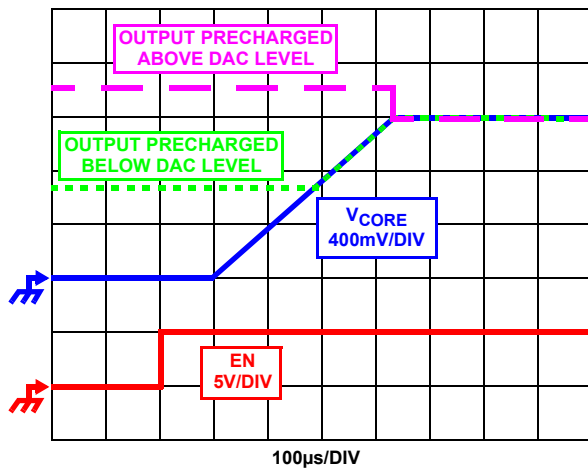 OUTPUT PRECHARGED
ABOVE DAC LEVEL
OUTPUT PRECHARGED
BELOW DAC LEVEL
VCORE
400mV/DIV
EN
5V/DIV
100µs/DIV